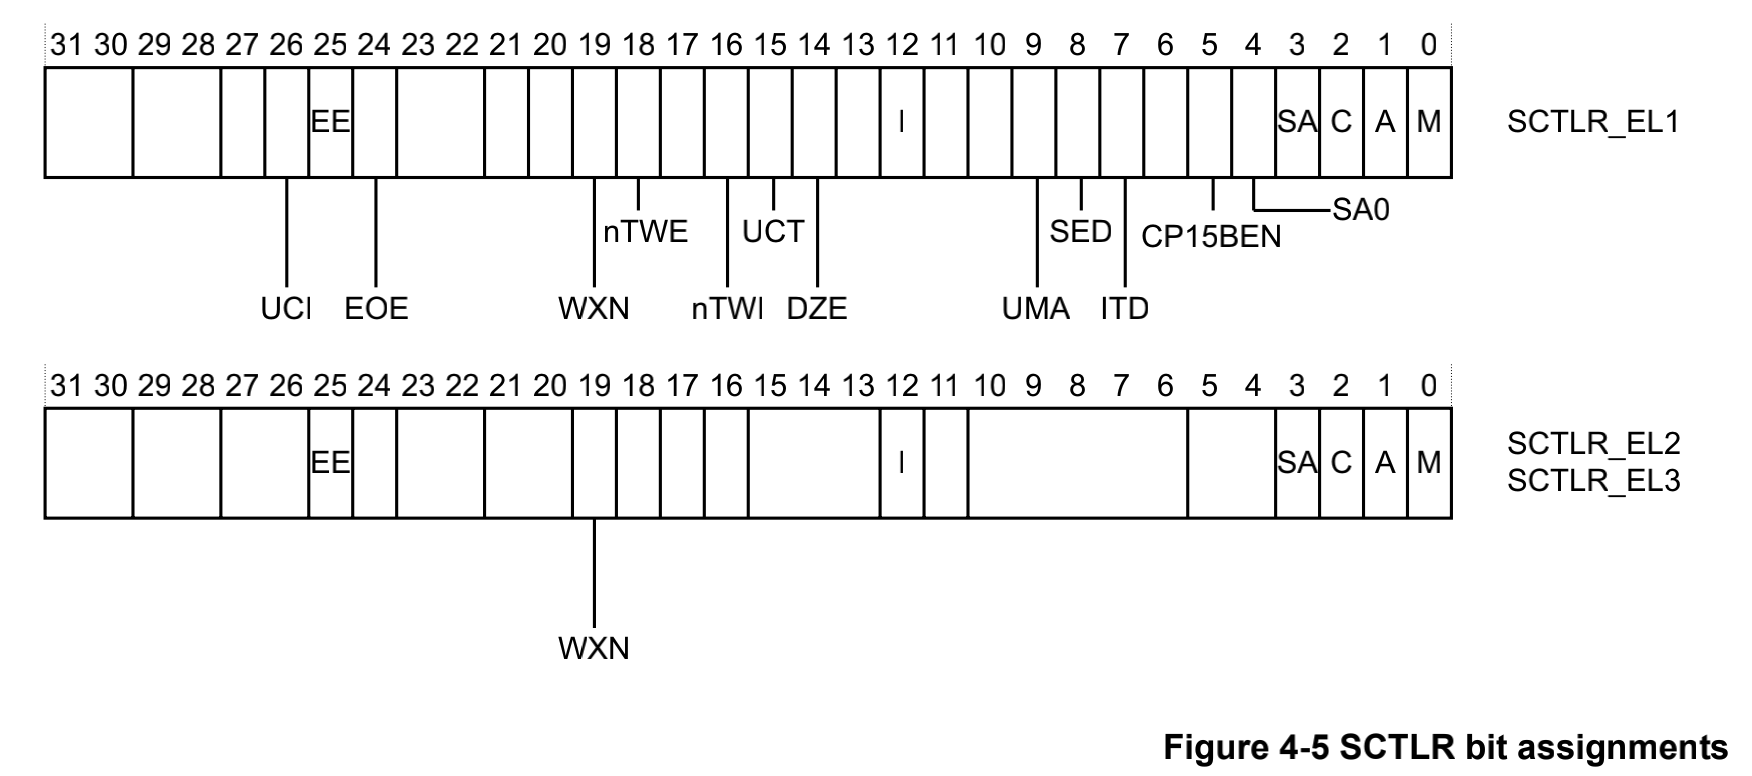 31 30 29 28 27 26 25 24 23 22 21 20 19 18 17 16 15 14 13 12 11 10 9 8 7 6 5 4 3 2 1 0
EE I SA C A M SCTLR_EL1
SA0
nTWE UCT SED CP15BEN
UCI EOE WXN nTWI DZE UMA ITD
31 30 29 28 27 26 25 24 23 22 21 20 19 18 17 16 15 14 13 12 11 10 9 8 7 6 5 4 3 2 1 0
EE I SA C A M
SCTLR_EL2
SCTLR_EL3
WXN
Figure 4-5 SCTLR bit assignments